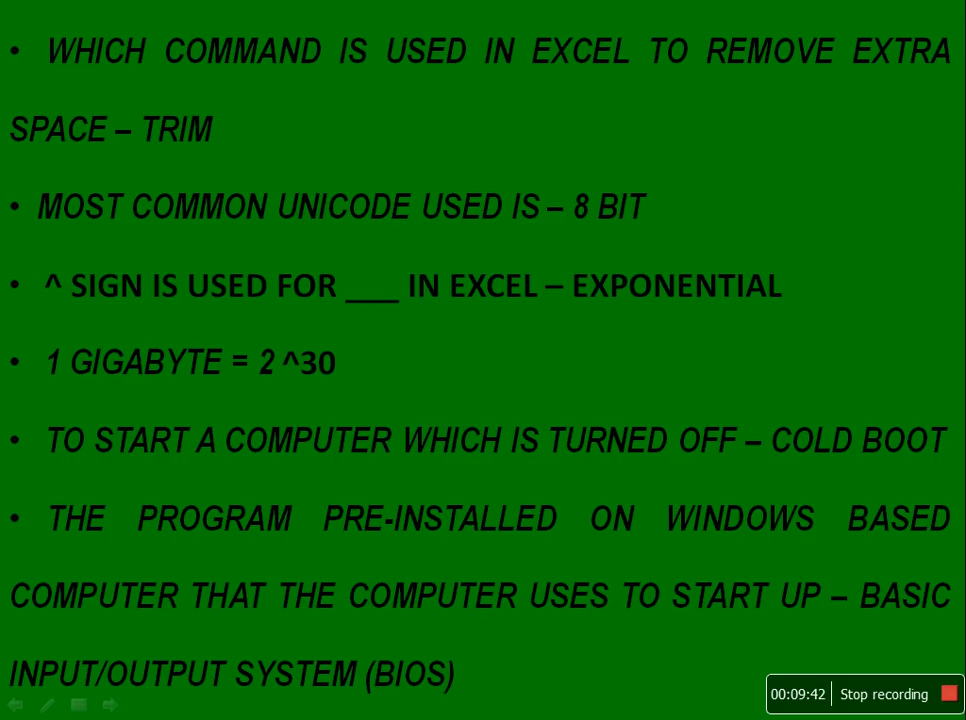 • WHICH COMMAND IS USED IN EXCEL TO REMOVE EXTRA
SPACE – TRIM
• MOST COMMON UNICODE USED IS – 8 BIT
• ^ SIGN IS USED FOR ___ IN EXCEL – EXPONENTIAL
• 1 GIGABYTE = 2 ^30
• TO START A COMPUTER WHICH IS TURNED OFF – COLD BOOT
• THE PROGRAM PRE-INSTALLED ON WINDOWS BASED
COMPUTER THAT THE COMPUTER USES TO START UP – BASIC
INPUT/OUTPUT SYSTEM (BIOS)
00:09:42 Stop recording